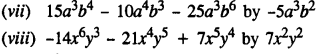 (vii) 15a³b⁴ – 10a⁴b³ – 25a³b⁶ by –5a³b²
(viii) –14x⁶y³ – 21x⁴y⁵ + 7x⁵y⁴ by 7x²y²